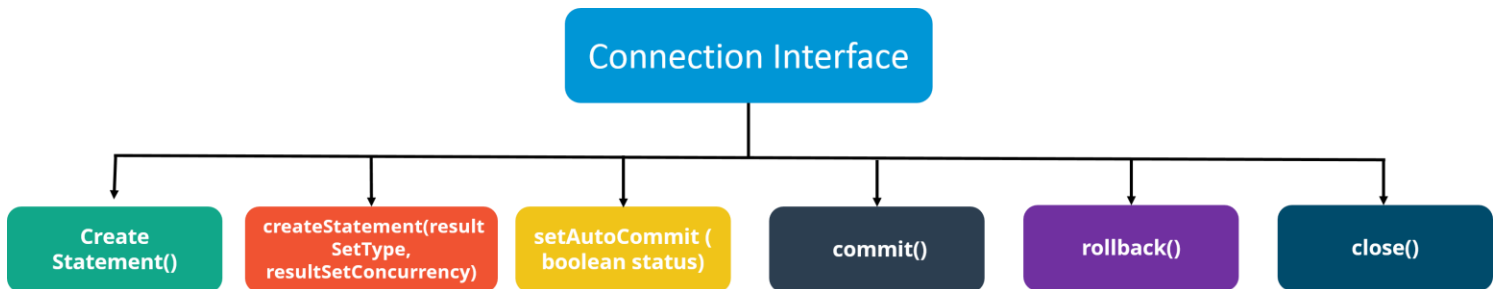 Connection Interface
Create
Statement()
createStatement(result
SetType,
resultSetConcurrency)
setAutoCommit (
boolean status)
commit()
rollback()
close()